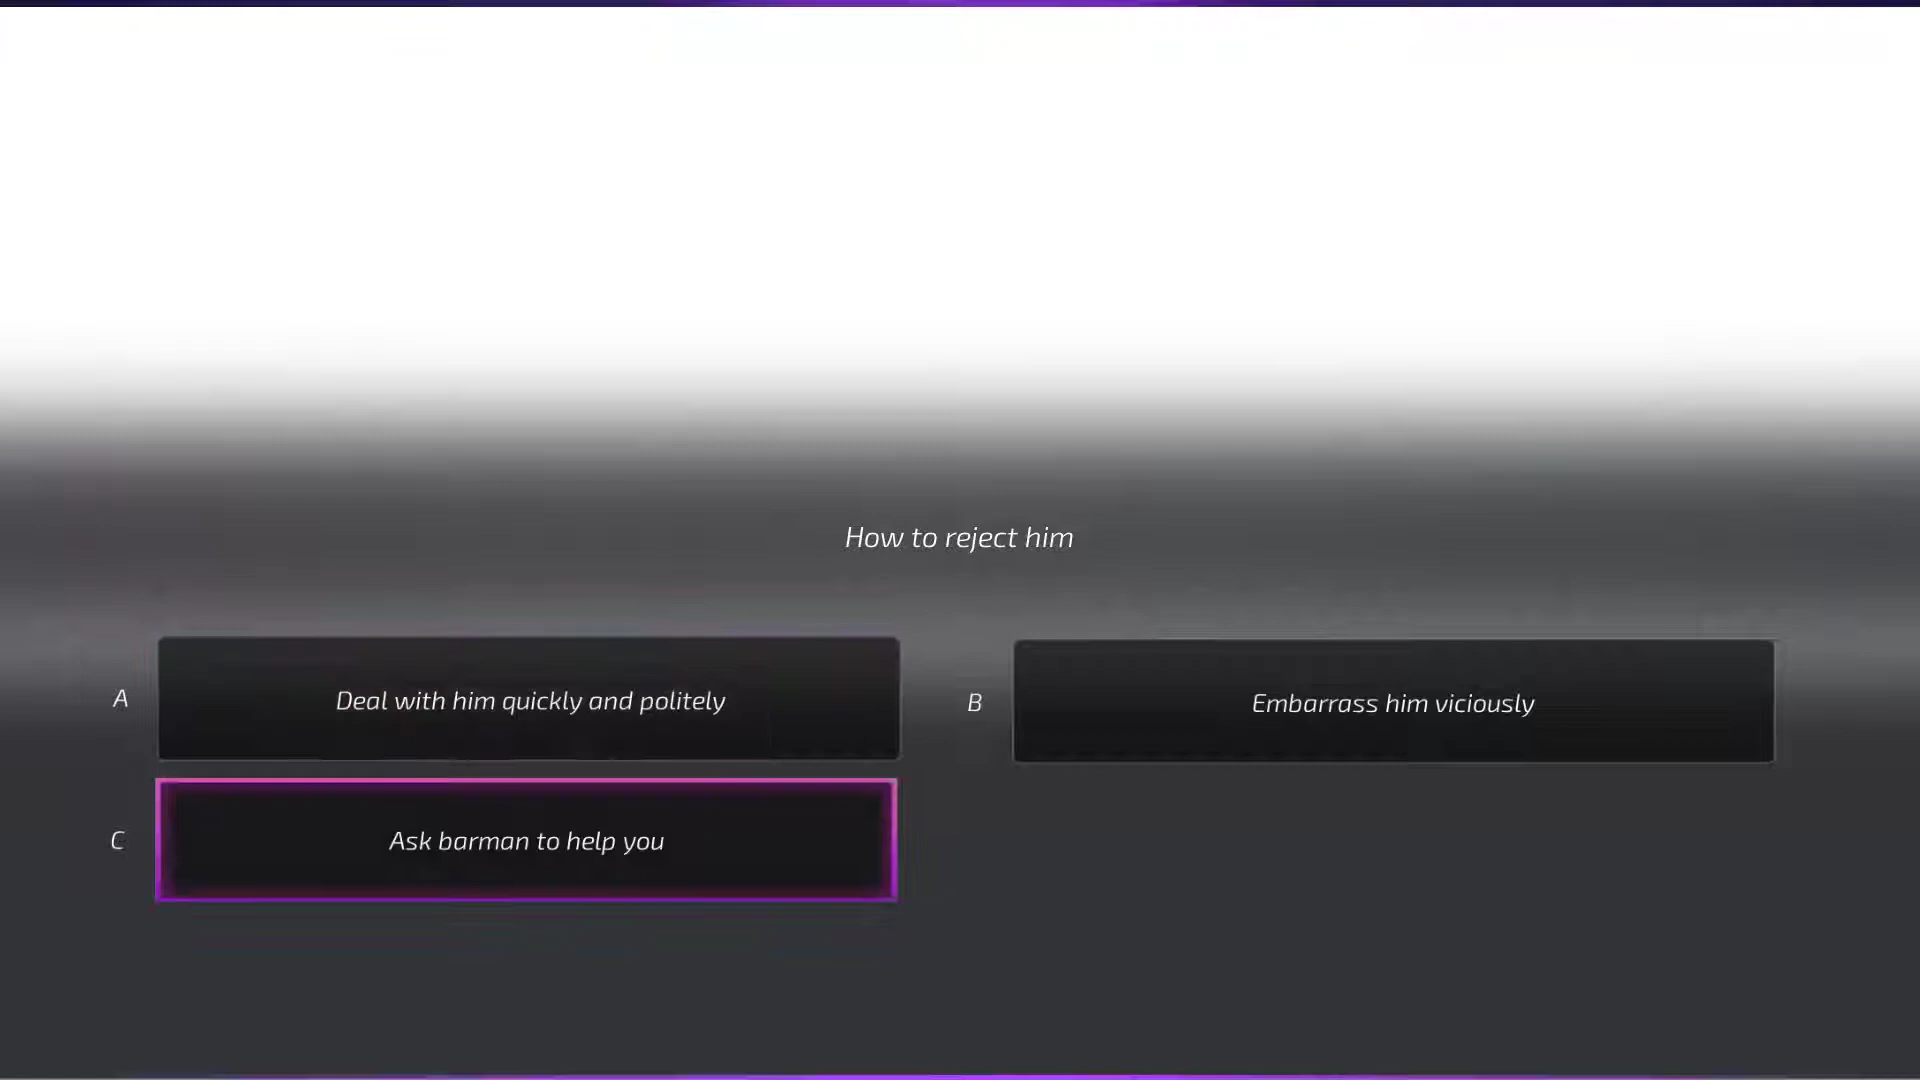 How to reject him
A
Deal with him quickly and politely
B
Embarrass him viciously
C
Ask barman to help you